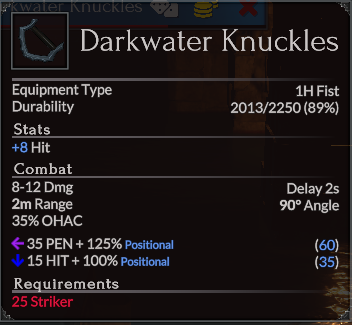 Darkwater Knuckles
Darkwater Knuckles
Equipment Type 1H Fist
Durability 2013/2250 (89%)
Stats
+8 Hit
Combat
8-12 Dmg Delay 2s
2m Range 90° Angle
35% OHAC
35 PEN + 125% Positional (60)
15 HIT + 100% Positional (35)
Requirements
25 Striker